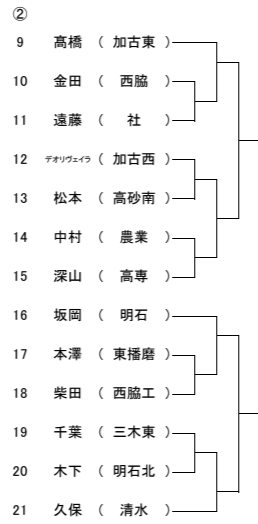 ②
9 髙橋 ( 加古東 )
10 金田 ( 西脇 )
11 遠藤 ( 社 )
12 デオリヴェイラ ( 加古西 )
13 松本 ( 高砂南 )
14 中村 ( 農業 )
15 深山 ( 高専 )
16 坂岡 ( 明石 )
17 本澤 ( 東播磨 )
18 柴田 ( 西脇工 )
19 千葉 ( 三木東 )
20 木下 ( 明石北 )
21 久保 ( 清水 )